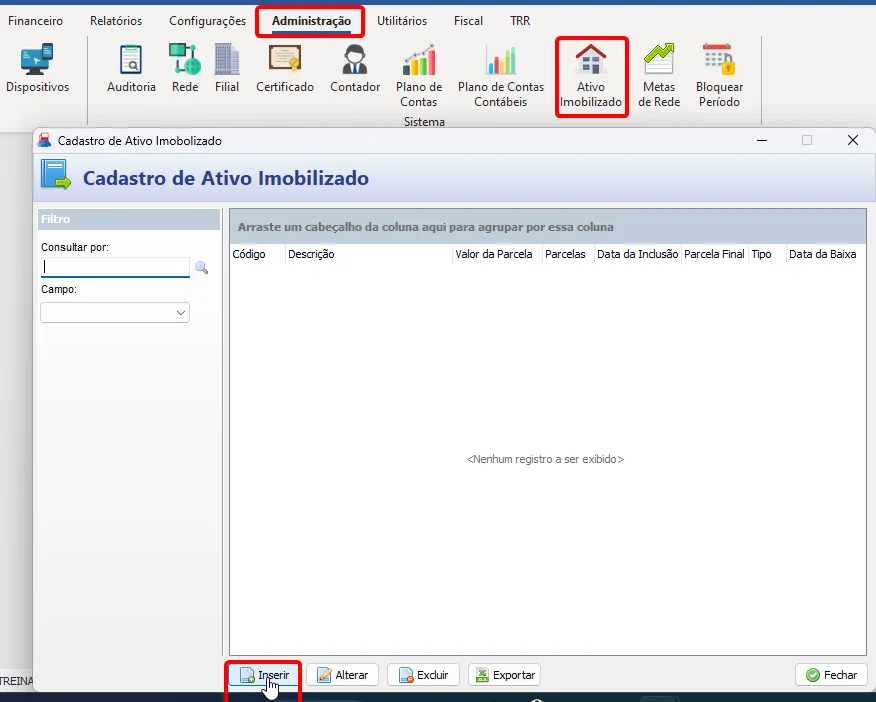 Financeiro Relatórios Configurações Administração Utilitários Fiscal TRR
Dispositivos Auditoria Rede Filial Certificado Contador Plano de Contas Plano de Contas Contábeis Ativo Imobilizado Metas de Rede Bloquear Período
Sistema
Cadastro de Ativo Imobolizado
Cadastro de Ativo Imobilizado
Filtro
Consultar por:
Campo:
Arraste um cabeçalho da coluna aqui para agrupar por essa coluna
Código Descrição Valor da Parcela Parcelas Data da Inclusão Parcela Final Tipo Data da Baixa
<Nenhum registro a ser exibido>
Inserir Alterar Excluir Exportar Fechar
TREINA